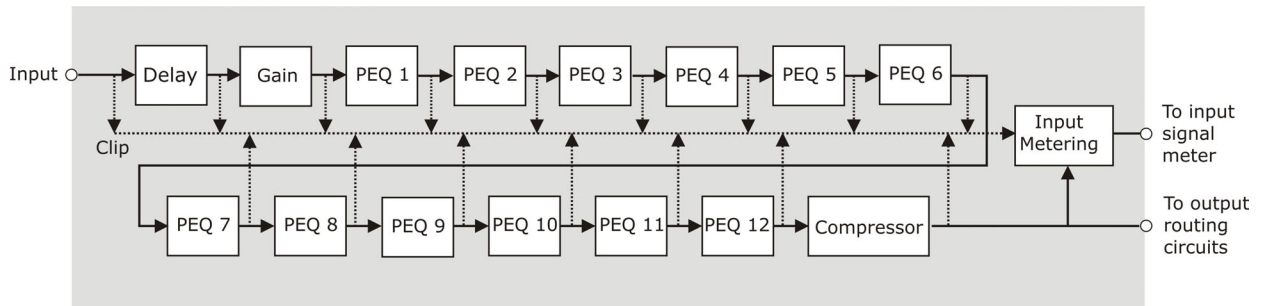 Input
Delay
Gain
PEQ 1
PEQ 2
PEQ 3
PEQ 4
PEQ 5
PEQ 6
Clip
Input
Metering
To input
signal
meter
PEQ 7
PEQ 8
PEQ 9
PEQ 10
PEQ 11
PEQ 12
Compressor
To output
routing
circuits